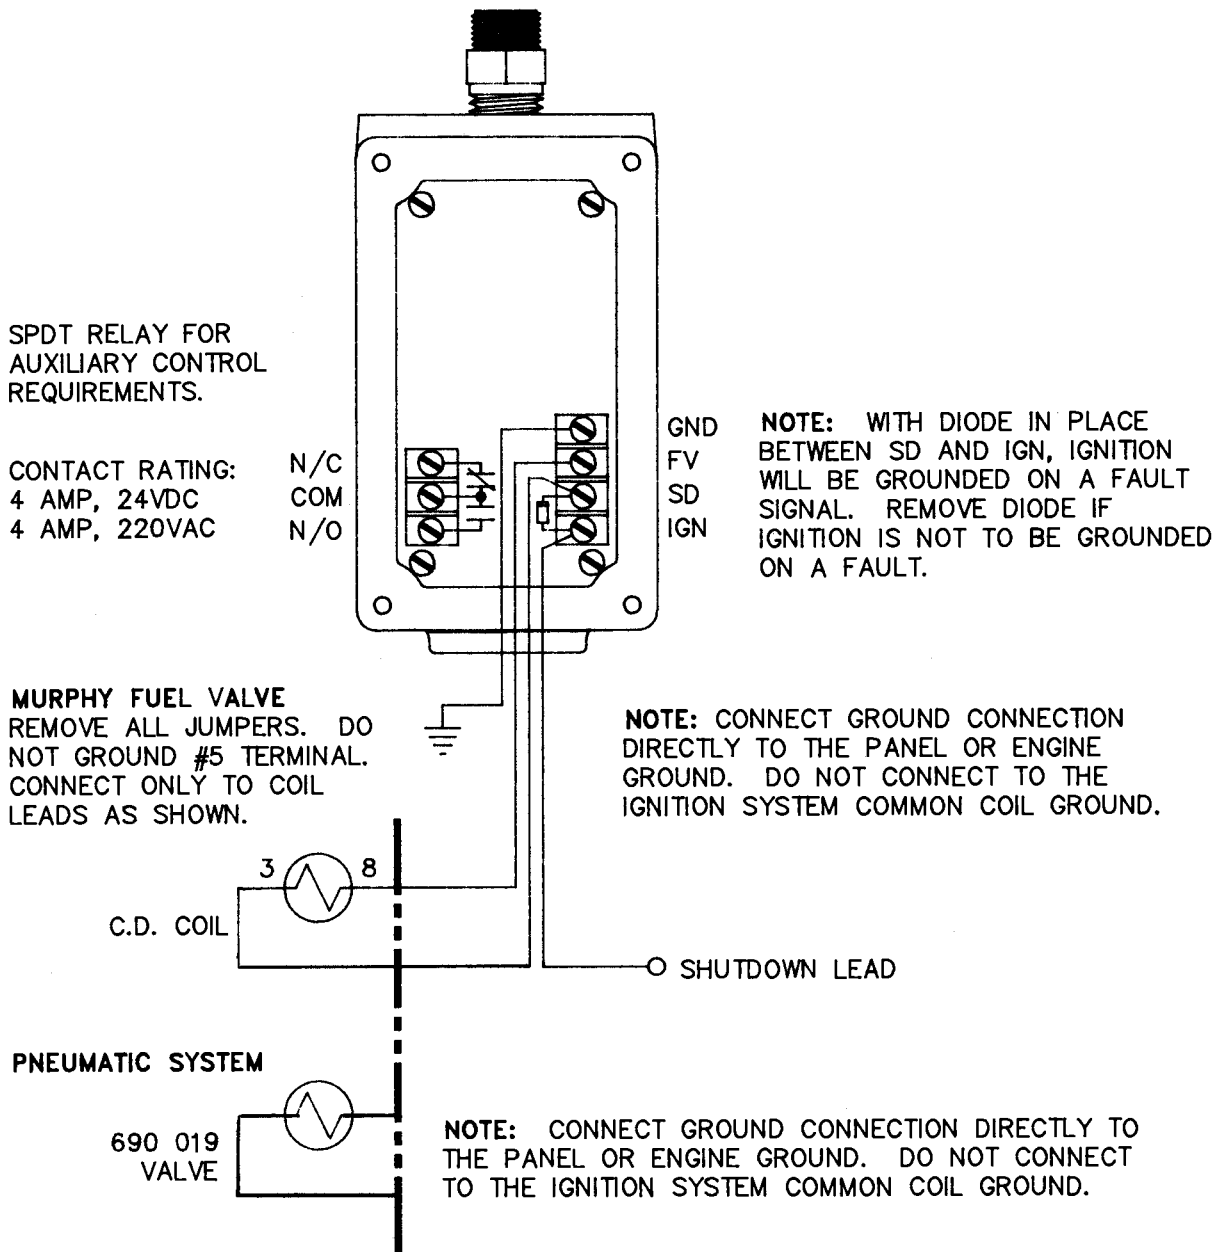 SPDT RELAY FOR
AUXILIARY CONTROL
REQUIREMENTS.
CONTACT RATING:
4 AMP, 24VDC
4 AMP, 220VAC
N/C
COM
N/O
GND
FV
SD
IGN
NOTE: WITH DIODE IN PLACE
BETWEEN SD AND IGN, IGNITION
WILL BE GROUNDED ON A FAULT
SIGNAL. REMOVE DIODE IF
IGNITION IS NOT TO BE GROUNDED
ON A FAULT.
MURPHY FUEL VALVE
REMOVE ALL JUMPERS. DO
NOT GROUND #5 TERMINAL.
CONNECT ONLY TO COIL
LEADS AS SHOWN.
NOTE: CONNECT GROUND CONNECTION
DIRECTLY TO THE PANEL OR ENGINE
GROUND. DO NOT CONNECT TO THE
IGNITION SYSTEM COMMON COIL GROUND.
3 8
C.D. COIL
SHUTDOWN LEAD
PNEUMATIC SYSTEM
690 019
VALVE
NOTE: CONNECT GROUND CONNECTION DIRECTLY TO
THE PANEL OR ENGINE GROUND. DO NOT CONNECT
TO THE IGNITION SYSTEM COMMON COIL GROUND.